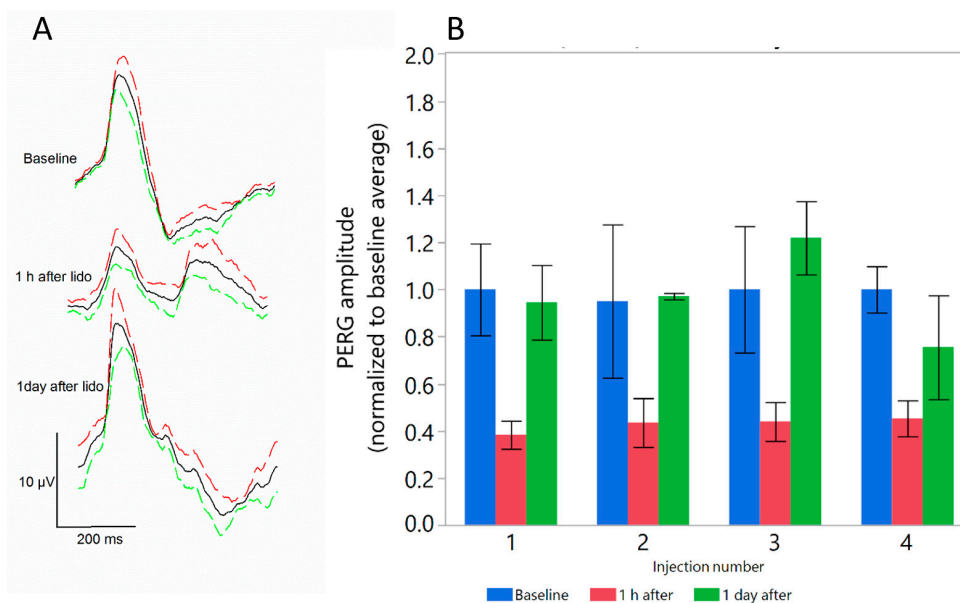 A
Baseline
1 h after lido
1day after lido
10 µV
200 ms
B
PERG amplitude
(normalized to baseline average)
2.0
1.8
1.6
1.4
1.2
1.0
0.8
0.6
0.4
0.2
0.0
1 2 3 4
Injection number
Baseline 1 h after 1 day after